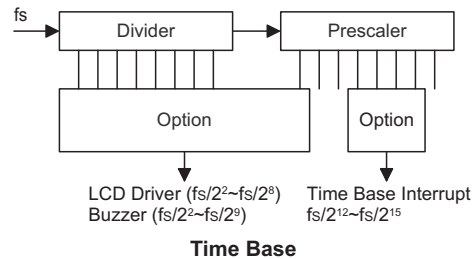 fs
Divider
Prescaler
Option
Option
LCD Driver (fs/2²~fs/2⁸)
Buzzer (fs/2²~fs/2⁹)
Time Base Interrupt
fs/2¹²~fs/2¹⁵
Time Base